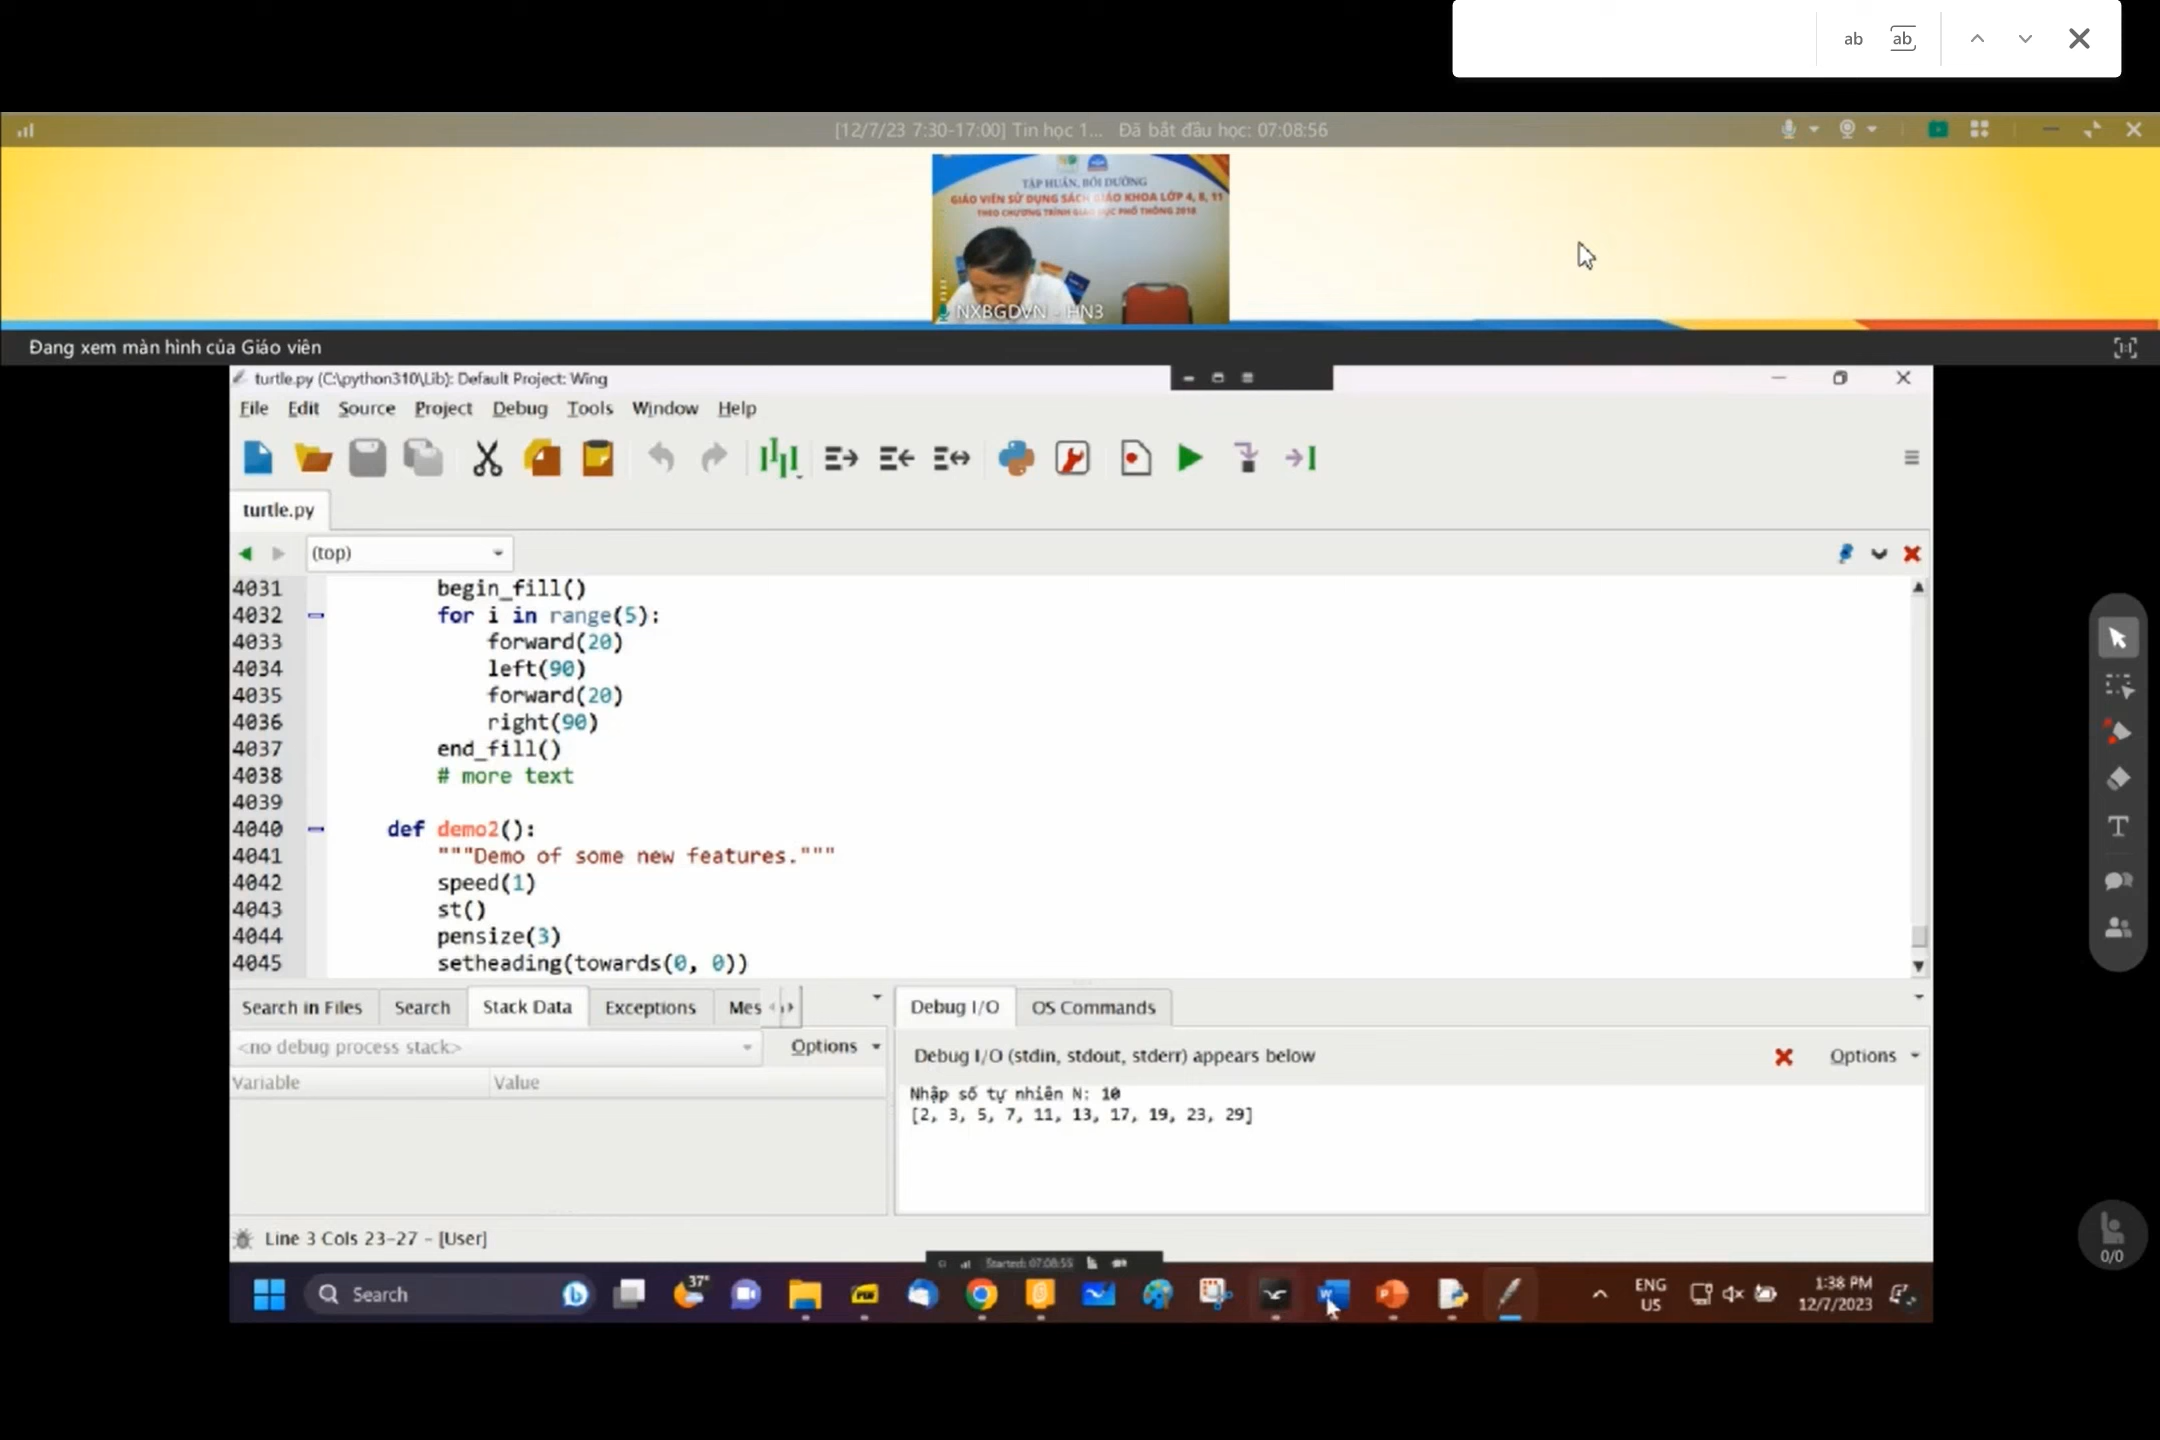 ab ab
[12/7/23 7:30-17:00] Tin học 1... Đã bắt đầu học: 07:08:56
TẬP HUẤN, BỒI DƯỠNG
GIÁO VIÊN SỬ DỤNG SÁCH GIÁO KHOA LỚP 4, 8, 11
THEO CHƯƠNG TRÌNH GIÁO DỤC PHỔ THÔNG 2018
NXBGDVN - HN3
Đang xem màn hình của Giáo viên
turtle.py (C:\python310\Lib): Default Project: Wing
File Edit Source Project Debug Tools Window Help
turtle.py
(top)
4031 begin_fill()
4032 for i in range(5):
4033 forward(20)
4034 left(90)
4035 forward(20)
4036 right(90)
4037 end_fill()
4038 # more text
4039
4040 def demo2():
4041 """Demo of some new features."""
4042 speed(1)
4043 st()
4044 pensize(3)
4045 setheading(towards(0, 0))
Search in Files Search Stack Data Exceptions Mes
<no debug process stack> Options
Variable Value
Debug I/O OS Commands
Debug I/O (stdin, stdout, stderr) appears below Options
Nhập số tự nhiên N: 10
[2, 3, 5, 7, 11, 13, 17, 19, 23, 29]
T
0/0
Line 3 Cols 23-27 - [User]
Started: 07:08:55
Search
37°
ENG
US
1:38 PM
12/7/2023